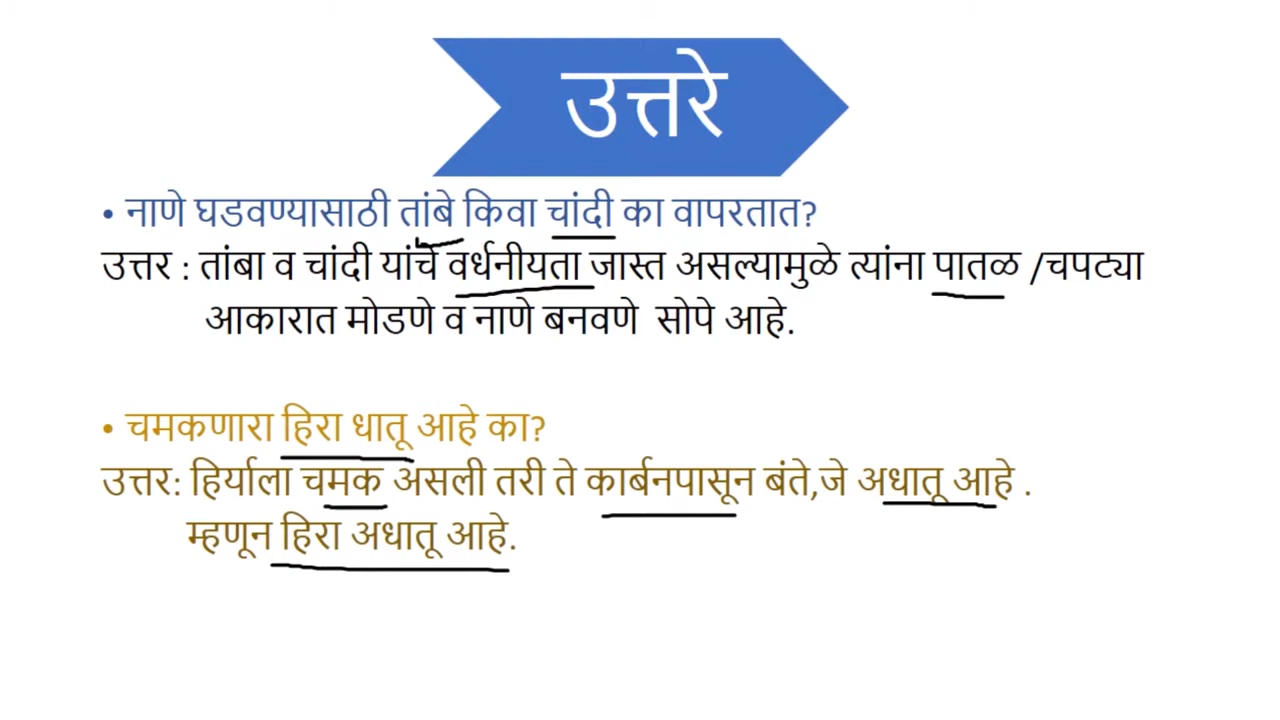 उत्तरे
• नाणे घडवण्यासाठी तांबे किवा चांदी का वापरतात?
उत्तर : तांबा व चांदी यांचे वर्धनीयता जास्त असल्यामुळे त्यांना पातळ /चपट्या
आकारात मोडणे व नाणे बनवणे सोपे आहे.
• चमकणारा हिरा धातू आहे का?
उत्तर: हिर्याला चमक असली तरी ते कार्बनपासून बंते,जे अधातू आहे .
म्हणून हिरा अधातू आहे.